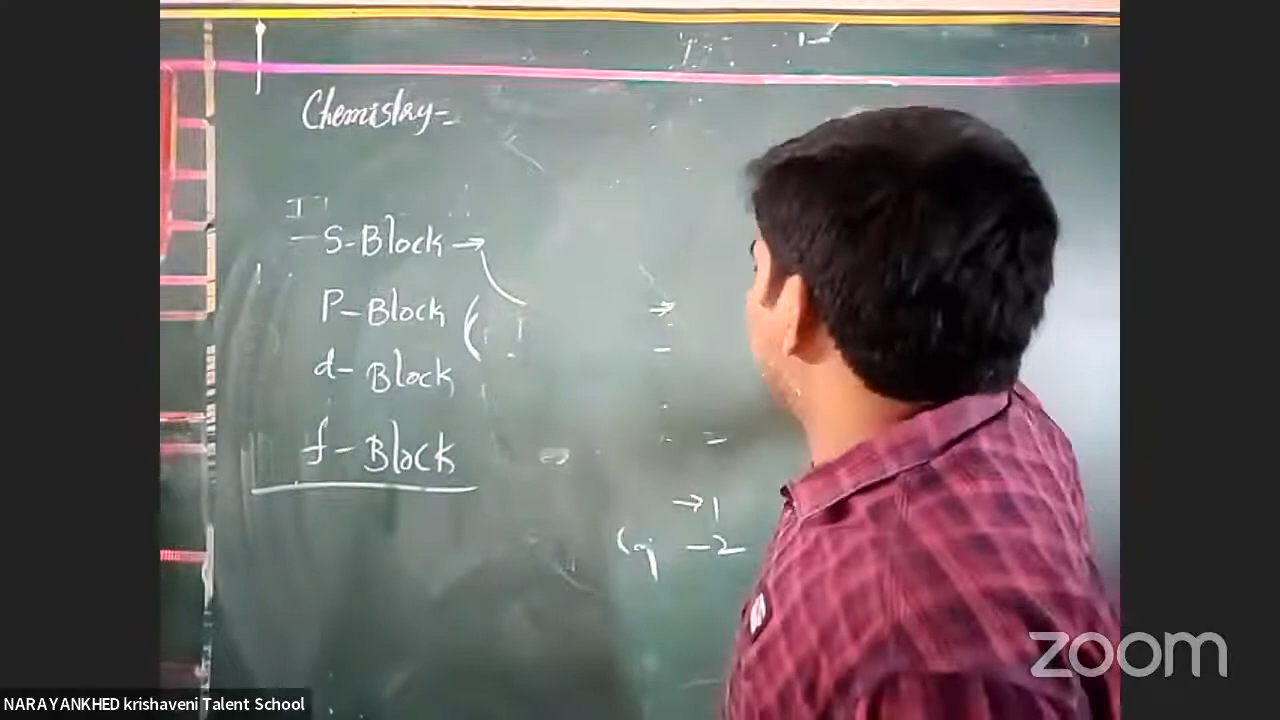 Chemistry-
S-Block →
P-Block (
d-Block
f-Block
→ 1
-2
zoom
NARAYANKHED krishaveni Talent School